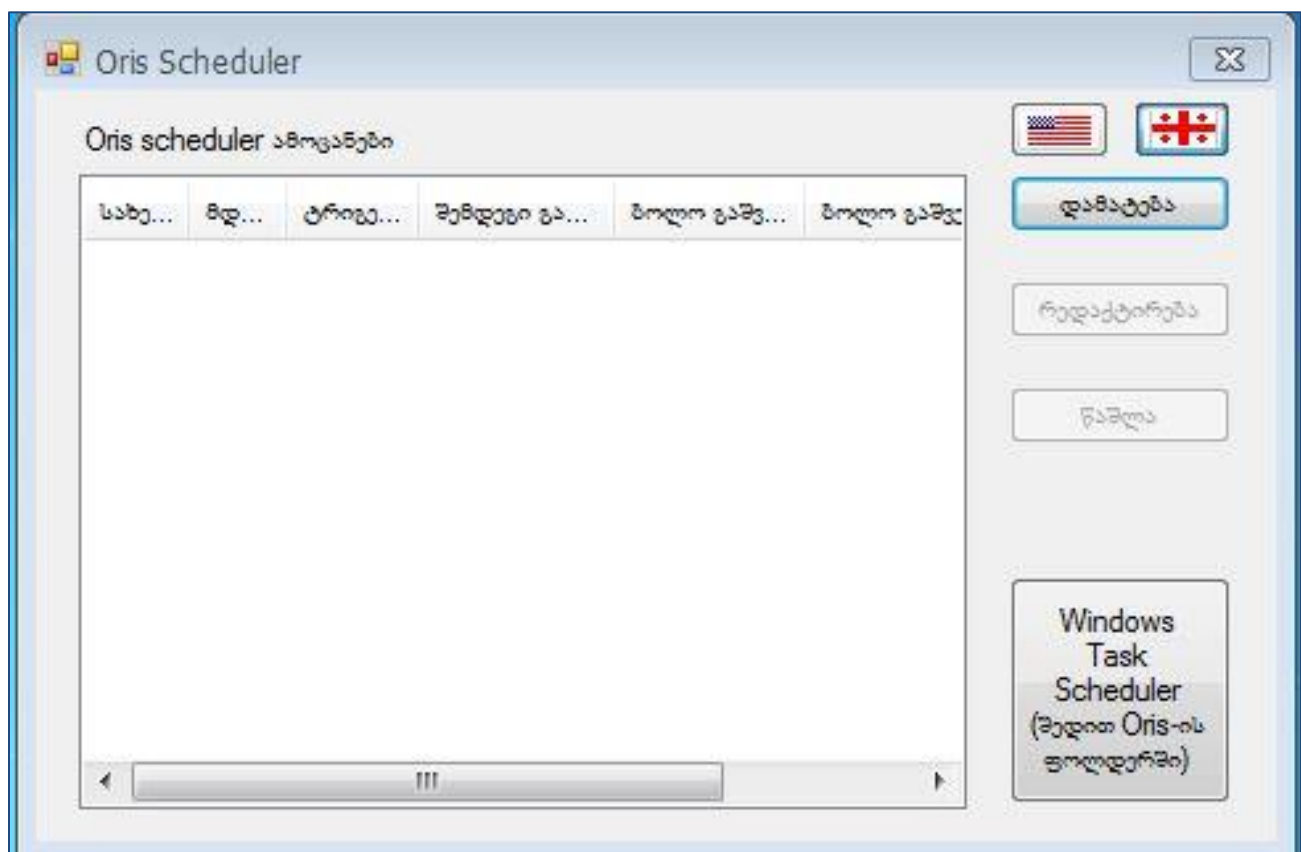 Oris Scheduler
Oris scheduler ამოცანები
სახე... მდ... ტრიგე... შემდეგი გა... ბოლო გაშვ... ბოლო გაშვე
დამატება
რედაქტირება
წაშლა
Windows
Task
Scheduler
(შედით Oris-ის
ფოლდერში)